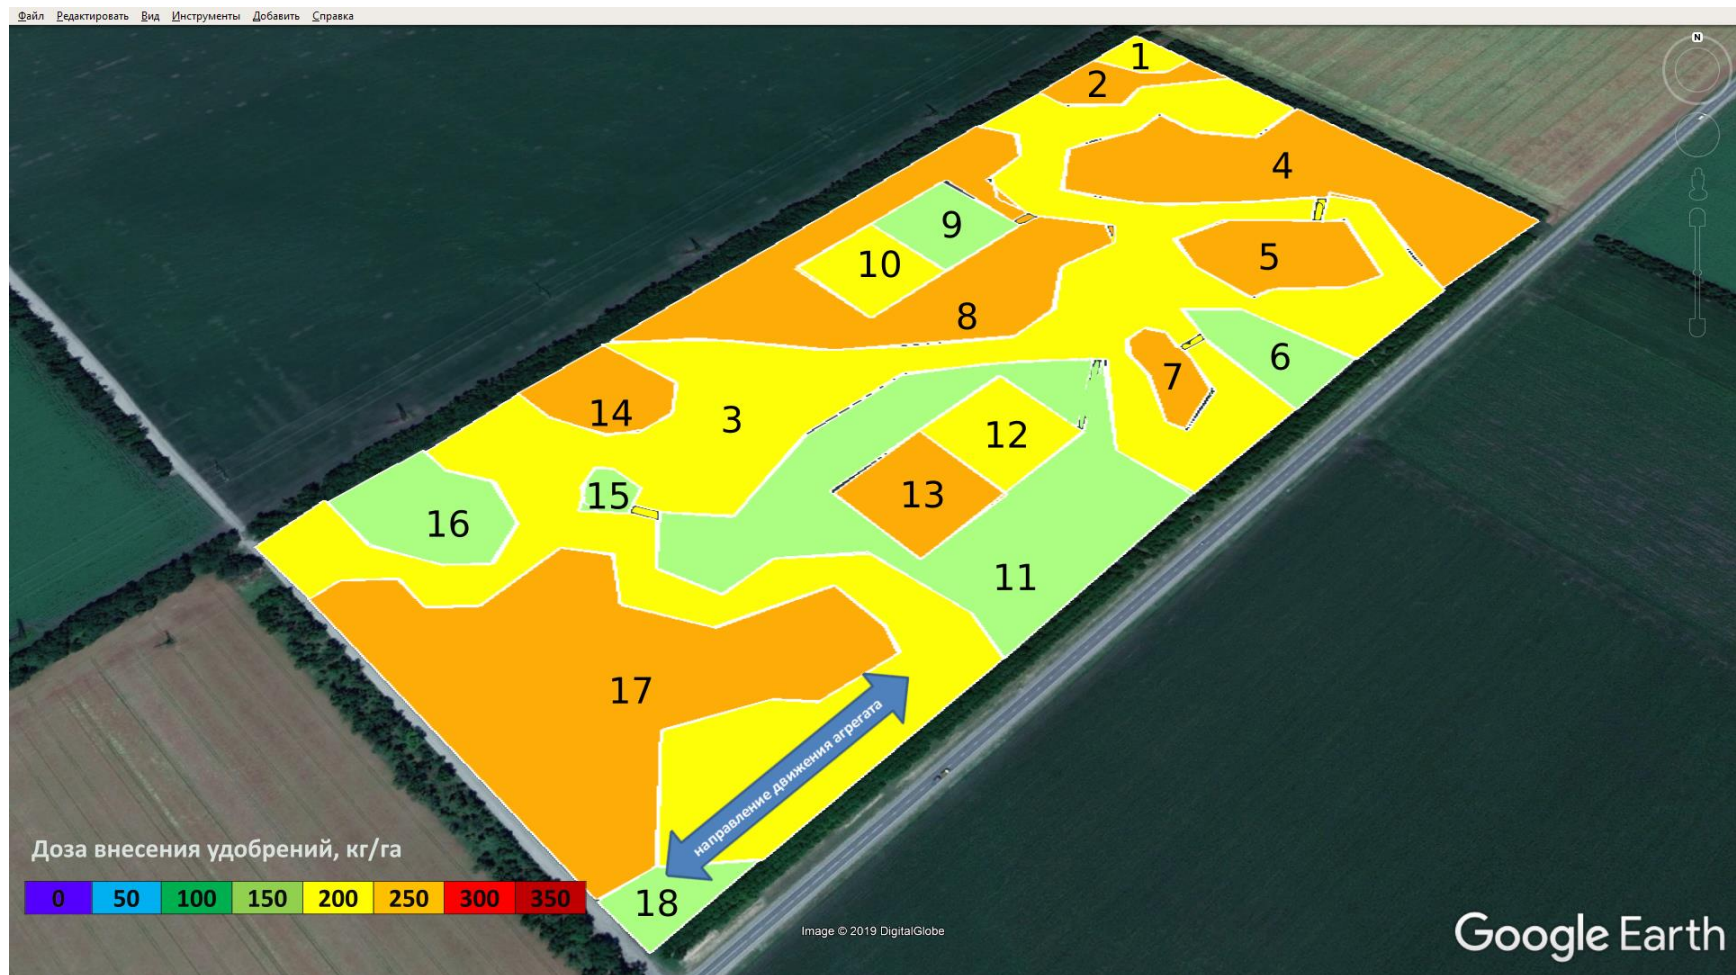 Файл Редактировать Вид Инструменты Добавить Справка
N
1
2
4
9
5
10
8
6
7
14
3
12
15
13
16
11
17
направление движения агрегата
Доза внесения удобрений, кг/га
0 50 100 150 200 250 300 350
18
Image © 2019 DigitalGlobe
Google Earth